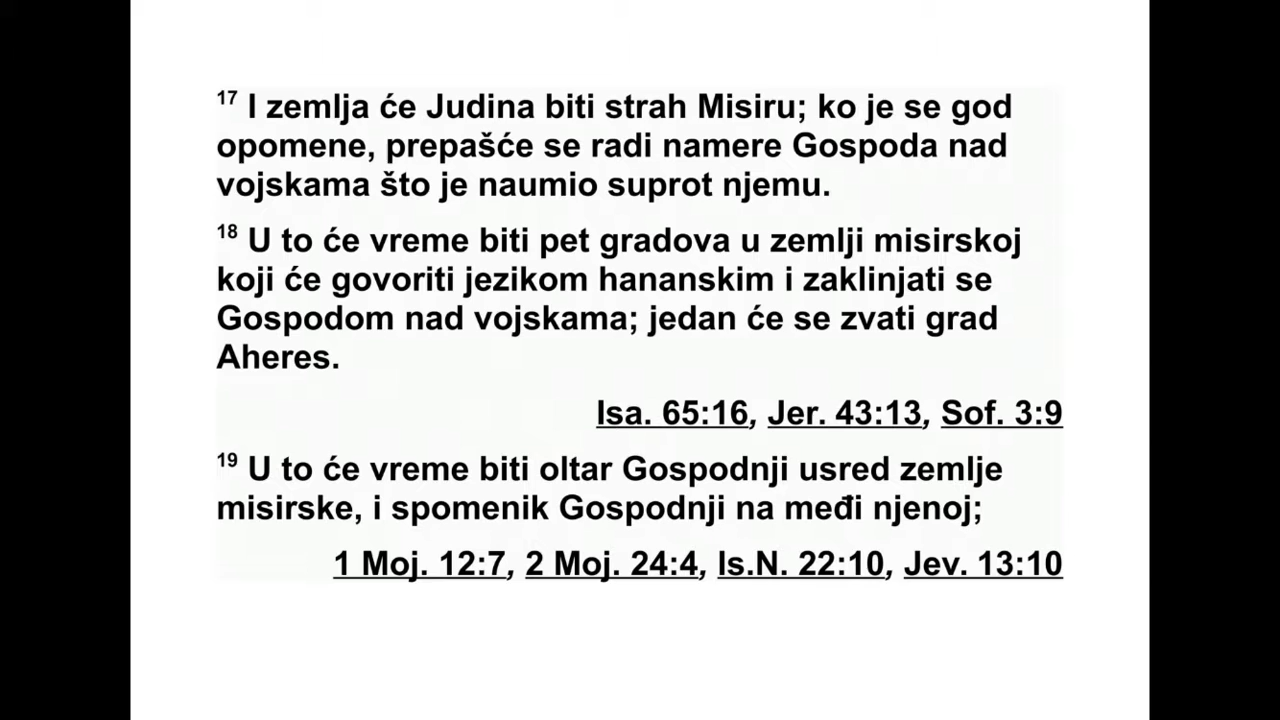 17 I zemlja će Judina biti strah Misiru; ko je se god
opomene, prepašće se radi namere Gospoda nad
vojskama što je naumio suprot njemu.
18 U to će vreme biti pet gradova u zemlji misirskoj
koji će govoriti jezikom hananskim i zaklinjati se
Gospodom nad vojskama; jedan će se zvati grad
Aheres.
Isa. 65:16, Jer. 43:13, Sof. 3:9
19 U to će vreme biti oltar Gospodnji usred zemlje
misirske, i spomenik Gospodnji na međi njenoj;
1 Moj. 12:7, 2 Moj. 24:4, Is.N. 22:10, Jev. 13:10